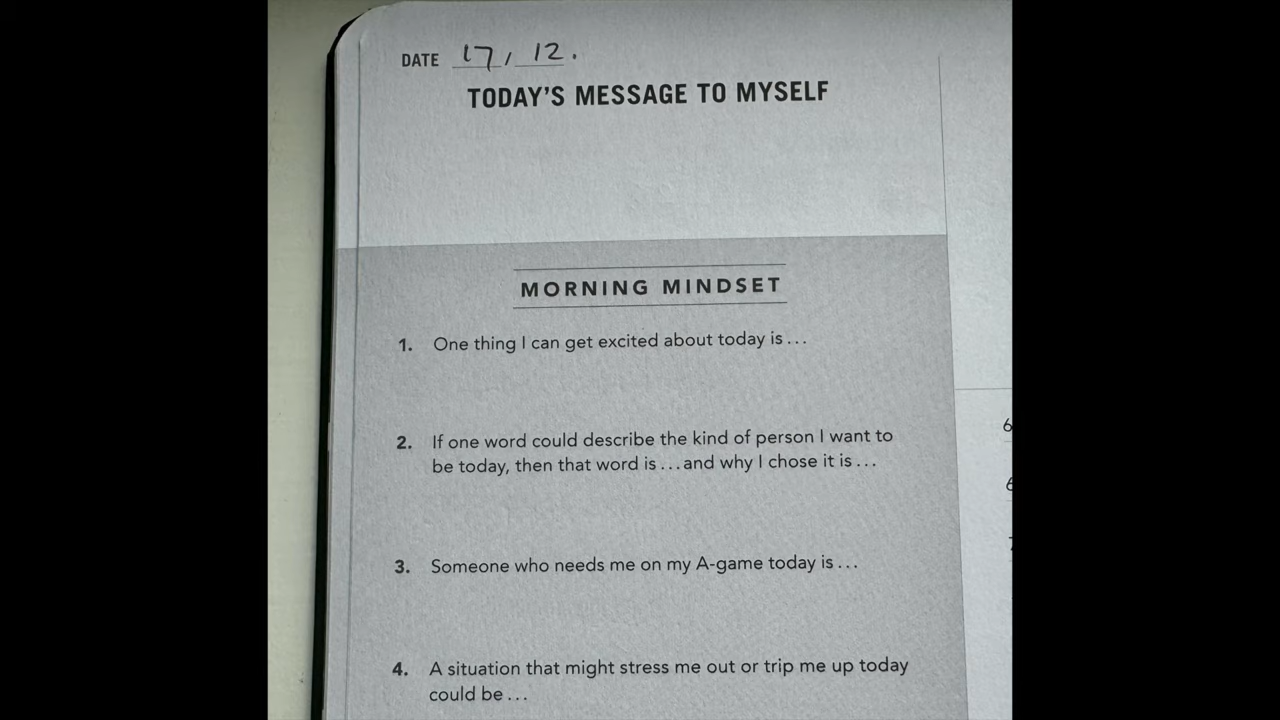 DATE 17 / 12.
TODAY'S MESSAGE TO MYSELF
MORNING MINDSET
1. One thing I can get excited about today is...
2. If one word could describe the kind of person I want to
be today, then that word is...and why I chose it is...
3. Someone who needs me on my A-game today is...
4. A situation that might stress me out or trip me up today
could be...
6